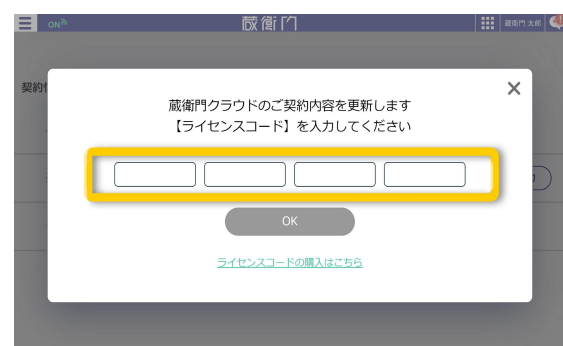 ON
蔵衛門
蔵衛門 太郎
契約
蔵衛門クラウドのご契約内容を更新します
【ライセンスコード】を入力してください
OK
ライセンスコードの購入はこちら